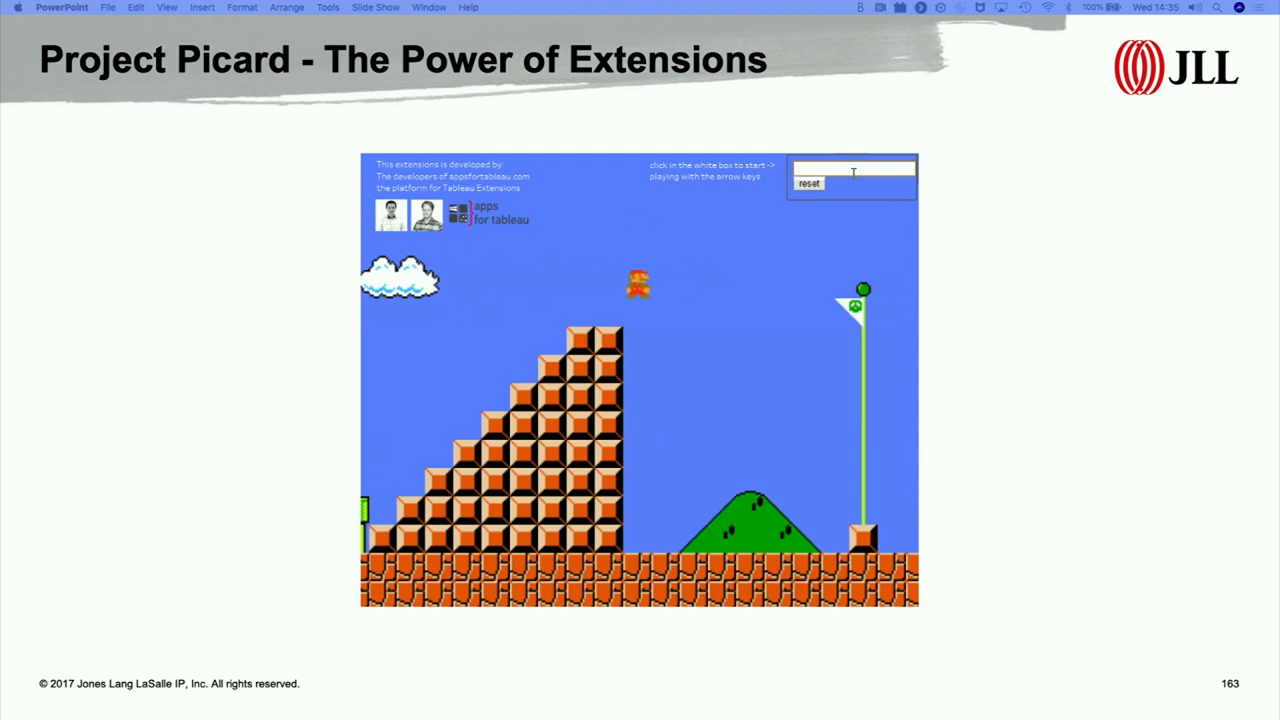 PowerPoint File Edit View Insert Format Arrange Tools Slide Show Window Help 100% Wed 14:35
Project Picard - The Power of Extensions
JLL
This extensions is developed by:
The developers of appsfortableau.com
the platform for Tableau Extensions
apps
for tableau
click in the white box to start ->
playing with the arrow keys
reset
© 2017 Jones Lang LaSalle IP, Inc. All rights reserved.
163